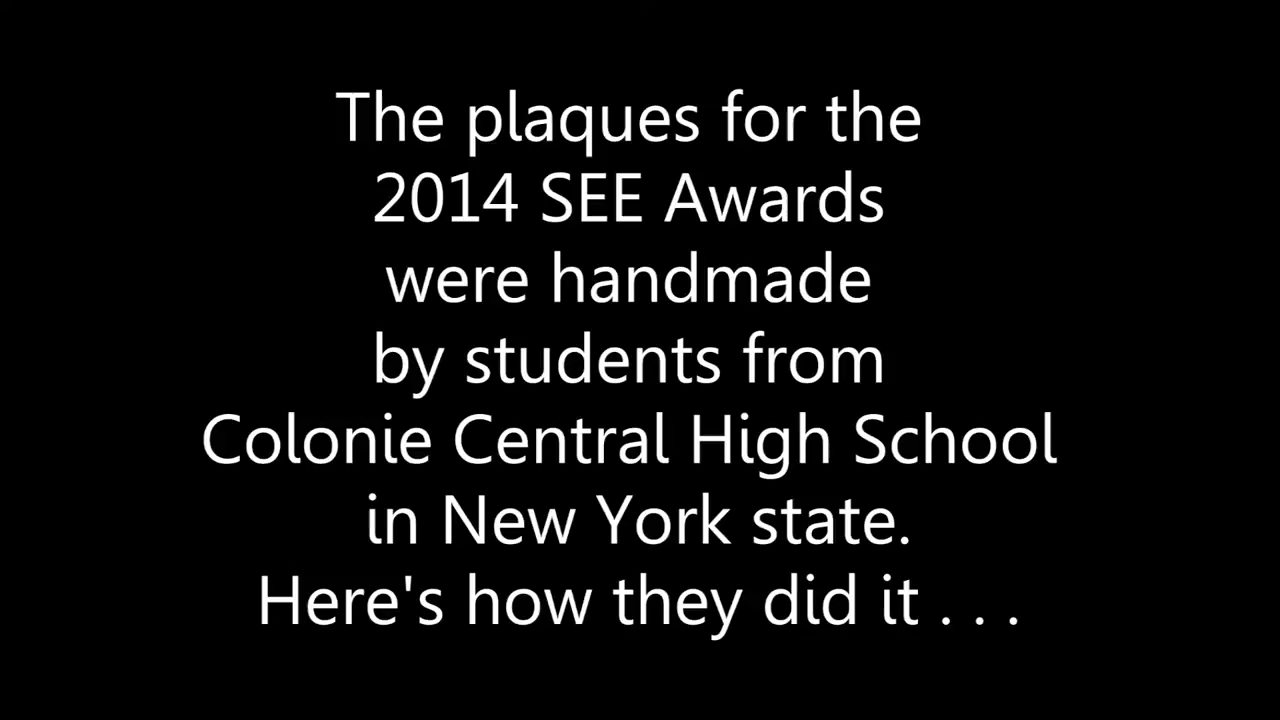 The plaques for the
2014 SEE Awards
were handmade
by students from
Colonie Central High School
in New York state.
Here's how they did it . . .